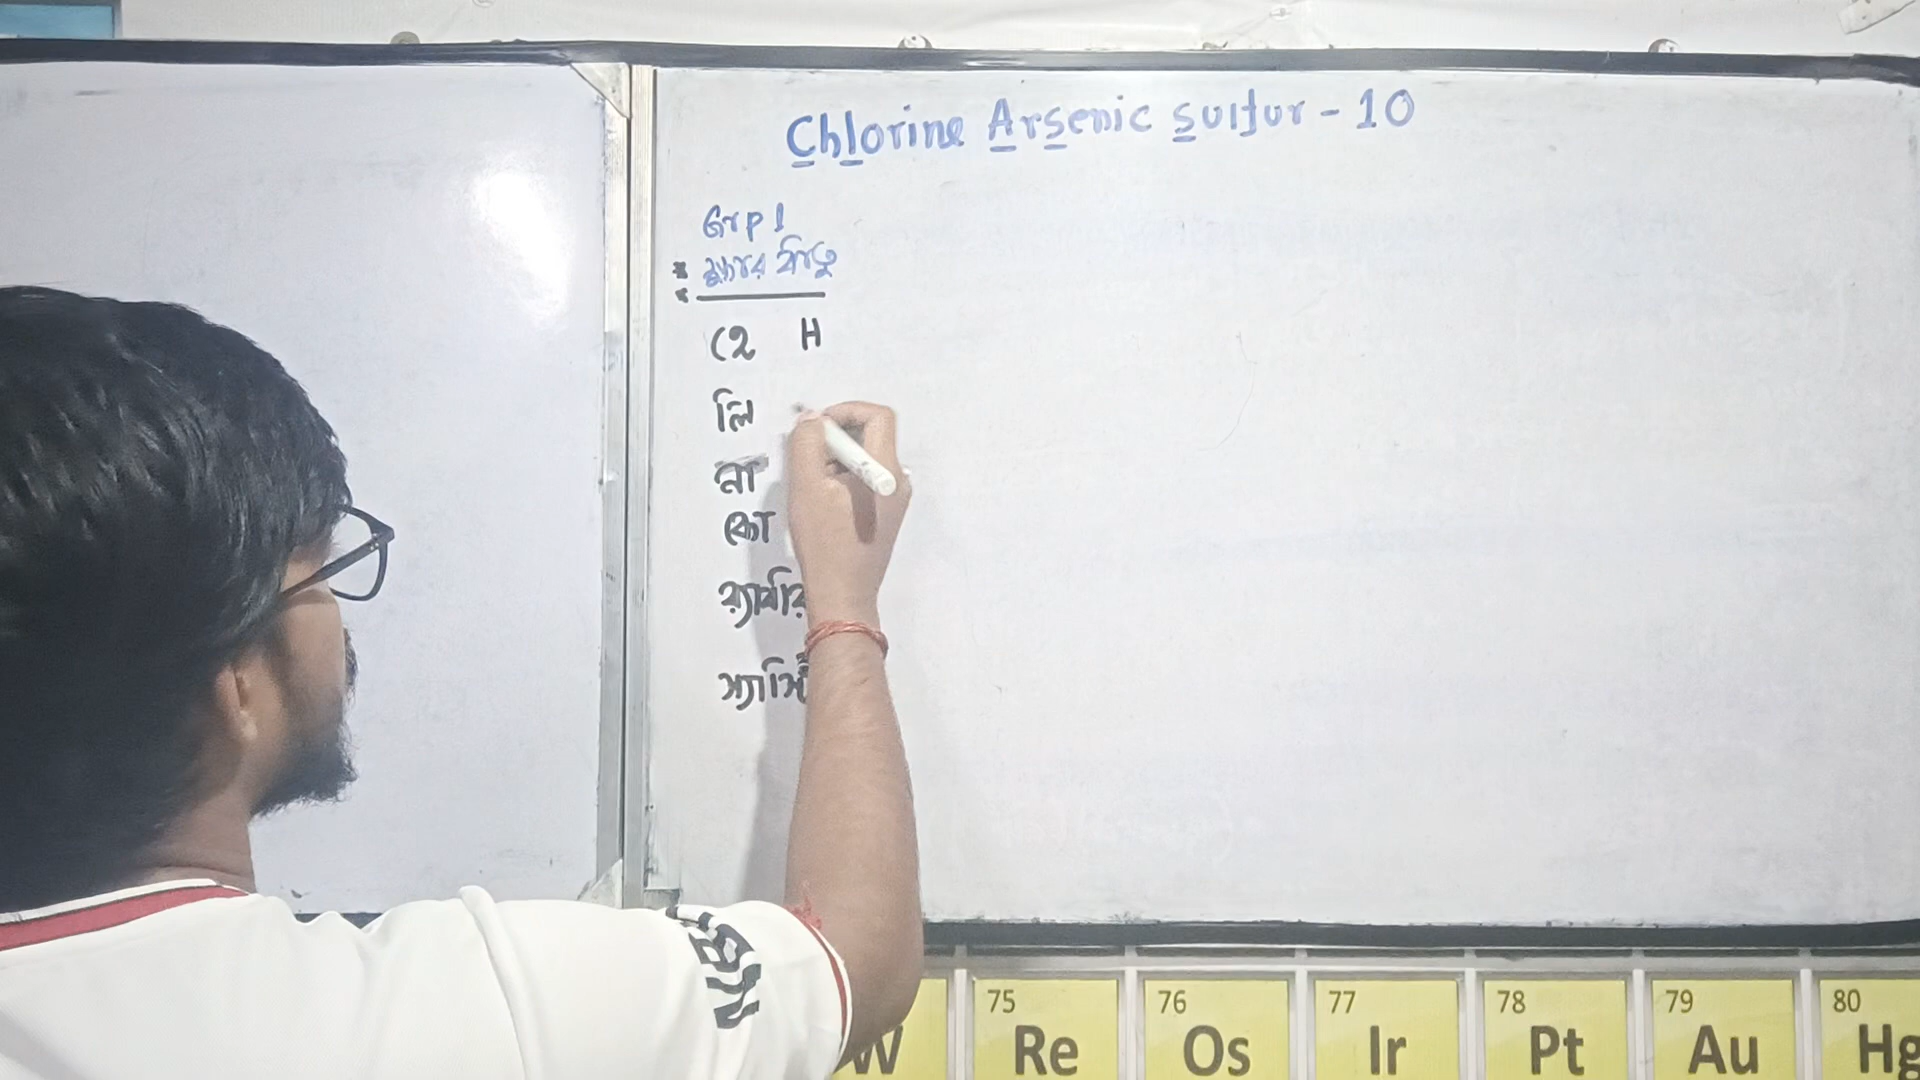 Chlorine Arsenic Sulfur - 10
Grp 1
ক্ষার ধাতু
হে H
লি
না
কে
75 76 77 78 79 80
W Re Os Ir Pt Au Hg